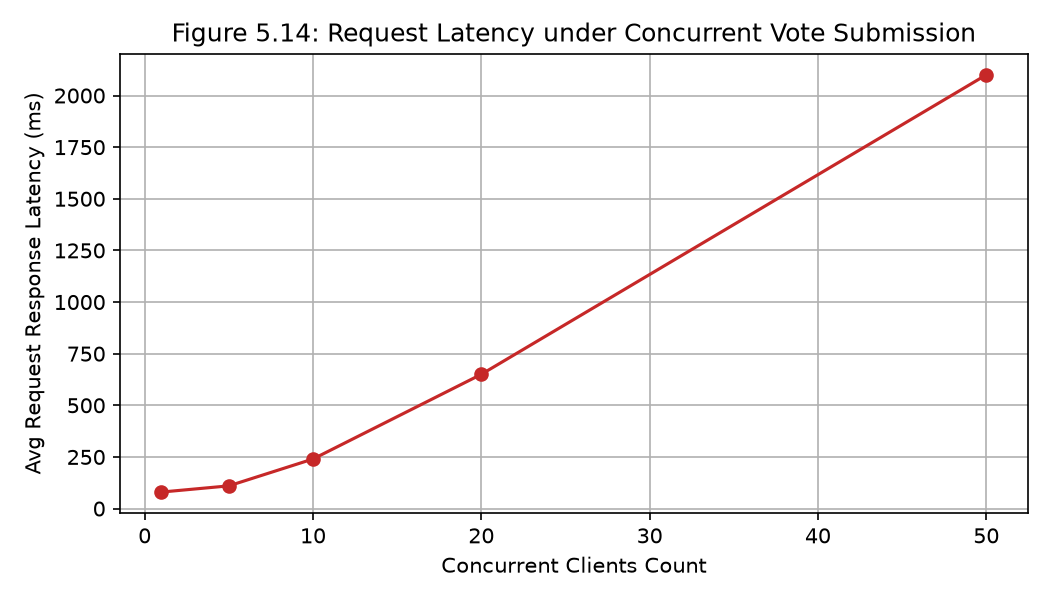 Figure 5.14: Request Latency under Concurrent Vote Submission
Avg Request Response Latency (ms)
2000
1750
1500
1250
1000
750
500
250
0
0 10 20 30 40 50
Concurrent Clients Count